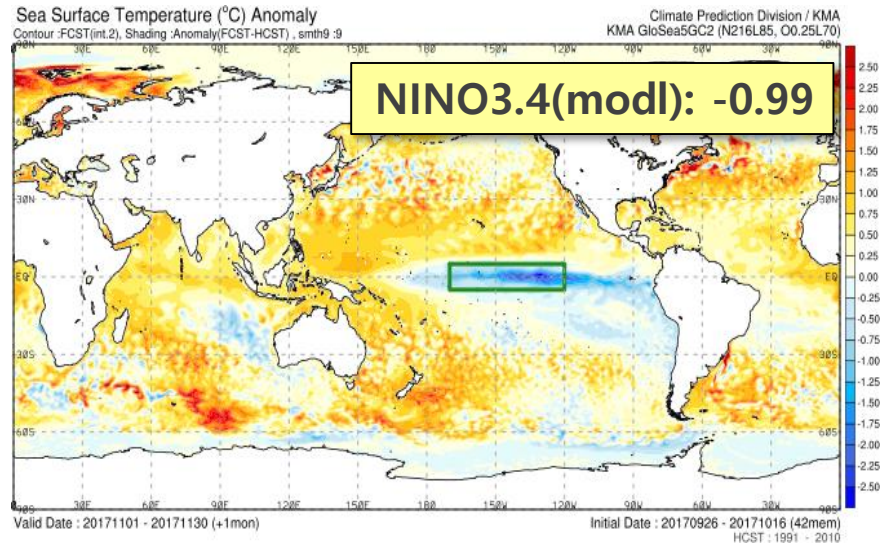 Sea Surface Temperature (°C) Anomaly
Contour :FCST(int.2), Shading :Anomaly(FCST-HCST) , smth9 :9
Climate Prediction Division / KMA
KMA GloSea5GC2 (N216L85, O0.25L70)
NINO3.4(modl): -0.99
90N
60N
30N
EQ
30S
60S
90S
0 30E 60E 90E 120E 150E 180 150W 120W 90W 60W 30W
2.50
2.25
2.00
1.75
1.50
1.25
1.00
0.75
0.50
0.25
0.00
-0.25
-0.50
-0.75
-1.00
-1.25
-1.50
-1.75
-2.00
-2.25
-2.50
Valid Date : 20171101 - 20171130 (+1mon)
Initial Date : 20170926 - 20171016 (42mem)
HCST : 1991 - 2010